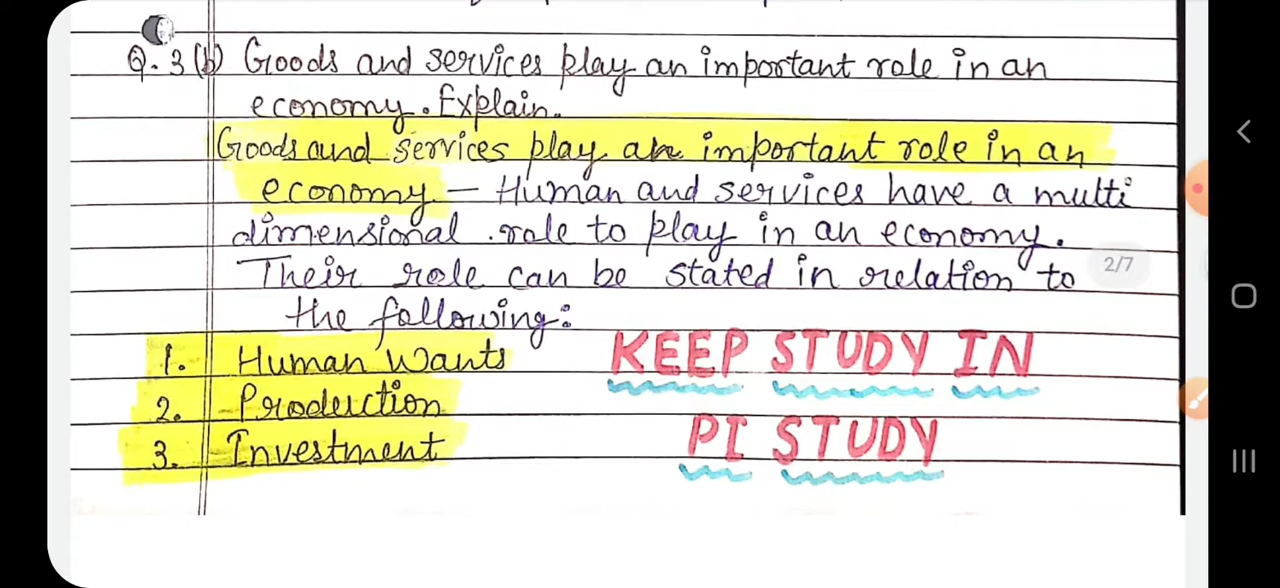 Q. 3 (b) Goods and services play an important role in an
economy. Explain.
Goods and services play an important role in an
economy — Human and services have a multi
dimensional role to play in an economy.
Their role can be stated in relation to
the following:
1. Human Wants
2. Production
3. Investment
KEEP STUDY IN
PI STUDY
2/7